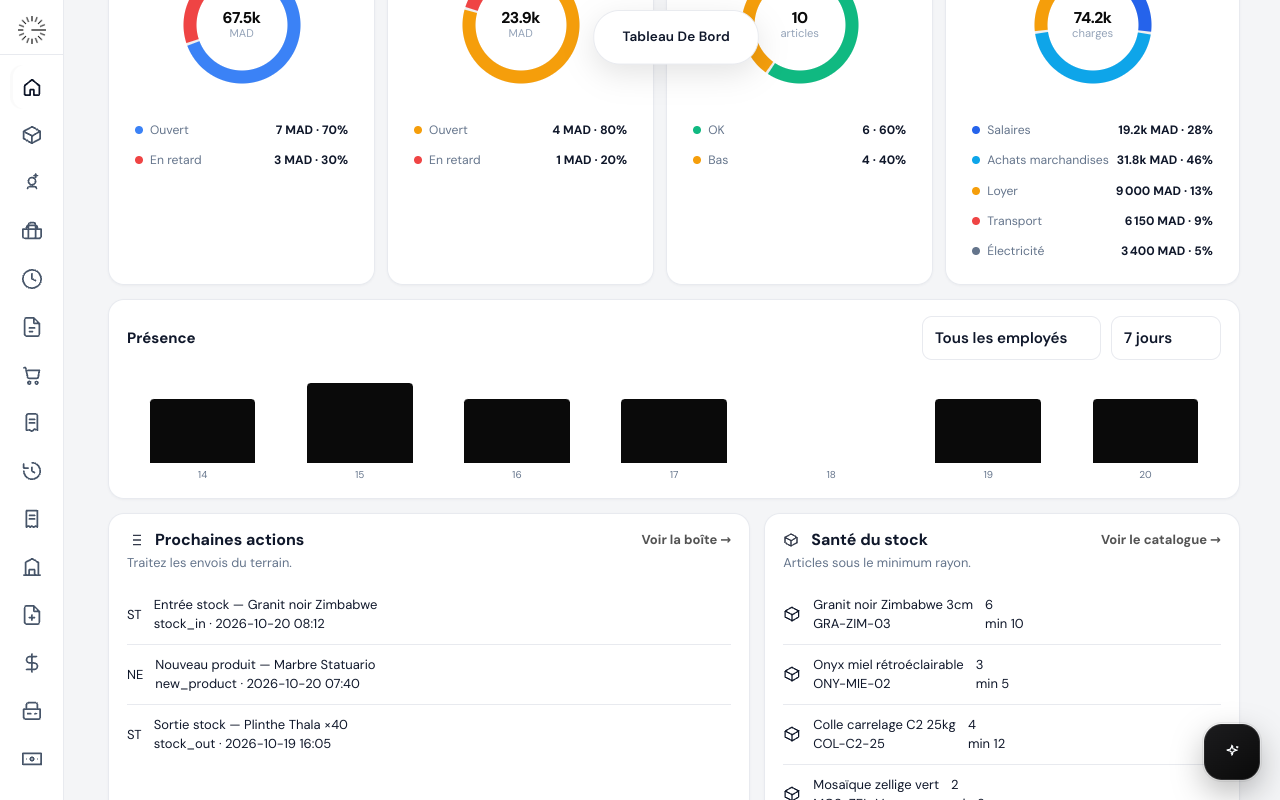 67.5k
MAD
23.9k
MAD
Tableau De Bord
10
articles
74.2k
charges
Ouvert 7 MAD · 70%
En retard 3 MAD · 30%
Ouvert 4 MAD · 80%
En retard 1 MAD · 20%
OK 6 · 60%
Bas 4 · 40%
Salaires 19.2k MAD · 28%
Achats marchandises 31.8k MAD · 46%
Loyer 9 000 MAD · 13%
Transport 6 150 MAD · 9%
Électricité 3 400 MAD · 5%
Présence
Tous les employés
7 jours
14 15 16 17 18 19 20
Prochaines actions
Voir la boîte →
Traitez les envois du terrain.
ST
Entrée stock — Granit noir Zimbabwe
stock_in · 2026-10-20 08:12
NE
Nouveau produit — Marbre Statuario
new_product · 2026-10-20 07:40
ST
Sortie stock — Plinthe Thala ×40
stock_out · 2026-10-19 16:05
Santé du stock
Voir le catalogue →
Articles sous le minimum rayon.
Granit noir Zimbabwe 3cm 6
GRA-ZIM-03 min 10
Onyx miel rétroéclairable 3
ONY-MIE-02 min 5
Colle carrelage C2 25kg 4
COL-C2-25 min 12
Mosaïque zellige vert 2